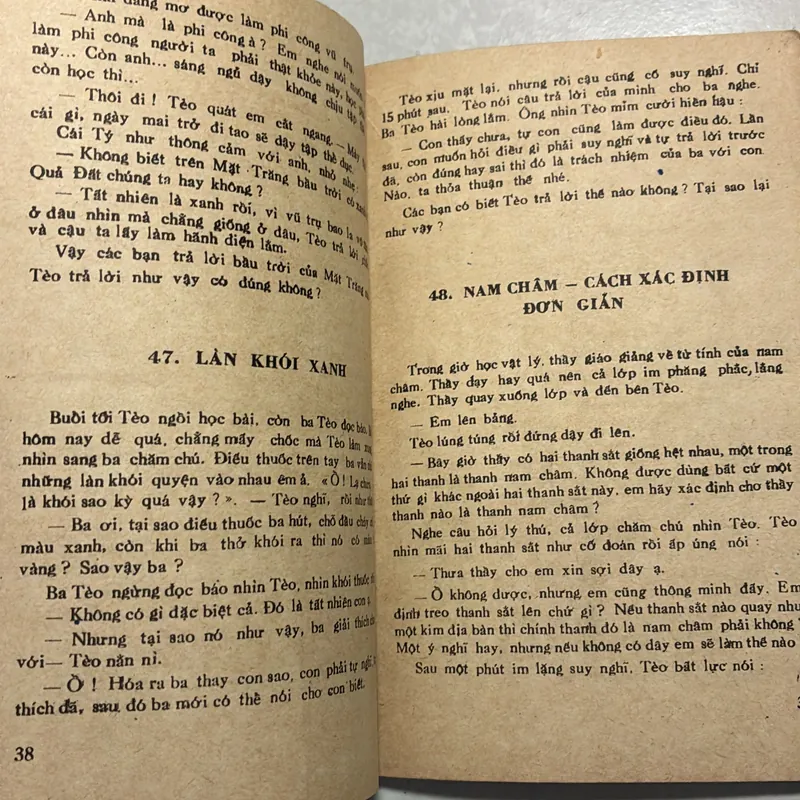 đang mơ được làm phi công vũ trụ.
— Anh mà là phi công à ? Em nghe nói muốn
làm phi công người ta phải thật khỏe này, học
này... Còn anh... sáng ngủ dậy không chịu tập
còn học thì...
— Thôi đi ! Tèo quát em cắt ngang. — Mày
cái gì, ngày mai trở đi tao sẽ dậy tập thể dục.
Cái Tý như thông cảm với anh, nhỏ nhẹ
— Không biết trên Mặt Trăng bầu trời có xanh
Quả Đất chúng ta hay không ?
— Tất nhiên là xanh rồi, vì vũ trụ bao la
ở đâu nhìn mà chẳng giống ở đâu, Tèo trả lời
và cậu ta lấy làm hãnh diện lắm.
Vậy các bạn trả lời bầu trời của Mặt Trăng
Tèo trả lời như vậy có đúng không ?
47. LÀN KHÓI XANH
Buổi tối Tèo ngồi học bài, còn ba Tèo đọc báo.
hôm nay dễ quá, chẳng mấy chốc mà Tèo làm
nhìn sang ba chăm chú. Điếu thuốc trên tay ba vẫn
những làn khói quyện vào nhau êm ả. «Ồ ! Lạ
là khói sao kỳ quá vậy ? ». — Tèo nghĩ, rồi như
— Ba ơi, tại sao điếu thuốc ba hút, chỗ đầu cháy
màu xanh, còn khi ba thở khói ra thì nó có màu
vàng ? Sao vậy ba ?
Ba Tèo ngừng đọc báo nhìn Tèo, nhìn khói thuốc
— Không có gì đặc biệt cả. Đó là tất nhiên con ạ.
— Nhưng tại sao nó như vậy, ba giải thích
với— Tèo nằn nì.
— Ồ ! Hóa ra ba thay con sao, con phải tự nghĩ,
thích đã, sau đó ba mới có thể nói cho con biết.
38
Tèo xịu mặt lại, nhưng rồi cậu cũng cố suy nghĩ. Chỉ
15 phút sau. Tèo nói câu trả lời của mình cho ba nghe.
Ba Tèo hài lòng lắm. Ông nhìn Tèo mỉm cười hiền hậu :
— Con thấy chưa, tự con cũng làm được điều đó. Lần
sau, con muốn hỏi điều gì phải suy nghĩ và tự trả lời trước
đã, còn đúng hay sai thì đó là trách nhiệm của ba với con.
Nào, ta thỏa thuận thế nhé.
Các bạn có biết Tèo trả lời thế nào không ? Tại sao lại
như vậy ?
48. NAM CHÂM — CÁCH XÁC ĐỊNH
ĐƠN GIẢN
Trong giờ học vật lý, thầy giáo giảng về từ tính của nam
châm. Thầy dạy hay quá nên cả lớp im phăng phắc, lắng
nghe. Thầy quay xuống lớp và đến bên Tèo.
— Em lên bảng.
Tèo lúng túng rồi đứng dậy đi lên.
— Bây giờ thầy có hai thanh sắt giống hệt nhau, một trong
hai thanh là thanh nam châm. Không được dùng bất cứ một
thứ gì khác ngoài hai thanh sắt này, em hãy xác định cho thầy
thanh nào là thanh nam châm ?
Nghe câu hỏi lý thú, cả lớp chăm chú nhìn Tèo. Tèo
nhìn mãi hai thanh sắt như cố đoán rồi ấp úng nói :
— Thưa thầy cho em xin sợi dây ạ.
— Ồ không được, nhưng em cũng thông minh đấy. Em
định treo thanh sắt lên chứ gì ? Nếu thanh sắt nào quay như
một kim địa bàn thì chính thanh đó là nam châm phải không ?
Một ý nghĩ hay, nhưng nếu không có dây em sẽ làm thế nào
Sau một phút im lặng suy nghĩ, Tèo bất lực nói :